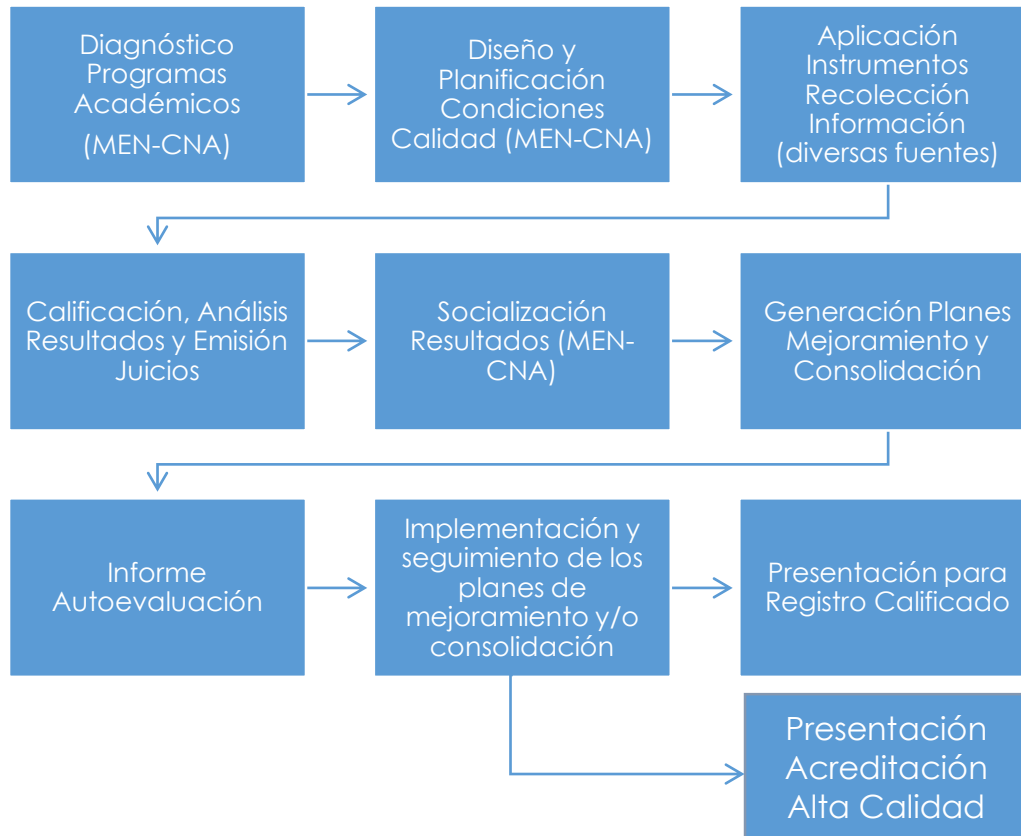 Diagnóstico
Programas
Académicos
(MEN-CNA)
Diseño y
Planificación
Condiciones
Calidad (MEN-CNA)
Aplicación
Instrumentos
Recolección
Información
(diversas fuentes)
Calificación, Análisis
Resultados y Emisión
Juicios
Socialización
Resultados (MEN-
CNA)
Generación Planes
Mejoramiento y
Consolidación
Informe
Autoevaluación
Implementación y
seguimiento de los
planes de
mejoramiento y/o
consolidación
Presentación para
Registro Calificado
Presentación
Acreditación
Alta Calidad